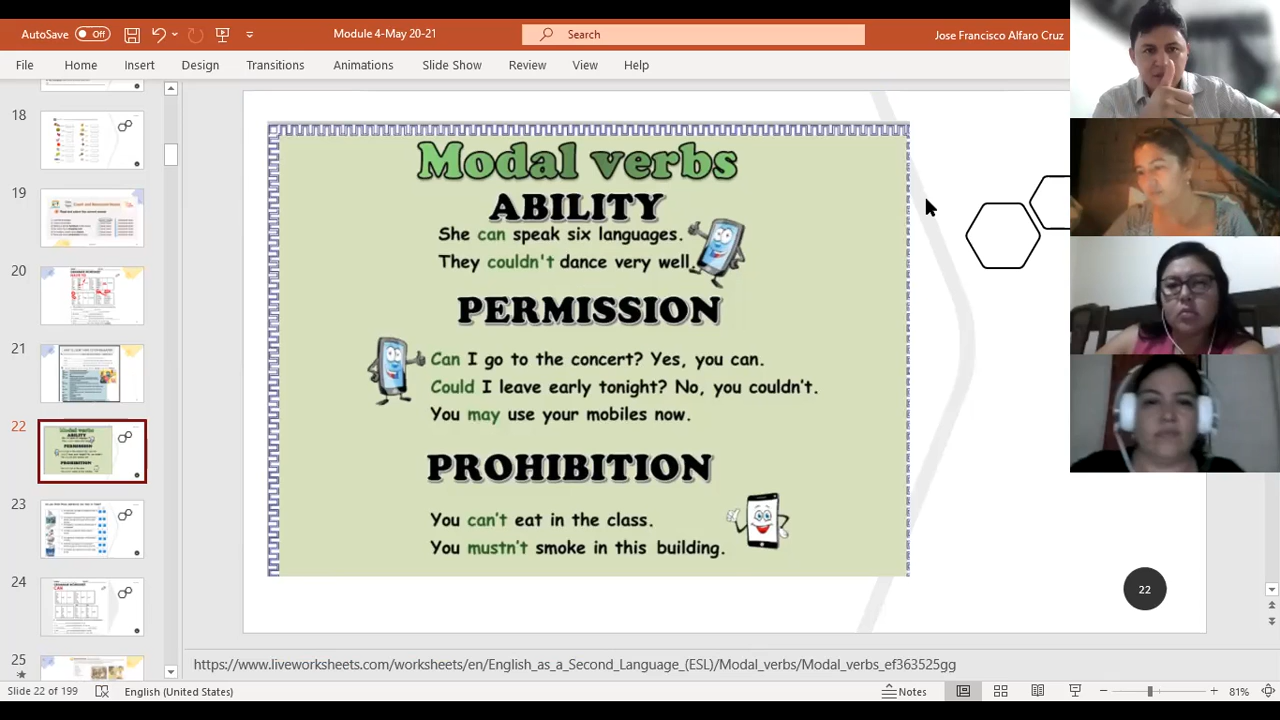 AutoSave Off
Module 4-May 20-21
Search
Jose Francisco Alfaro Cruz
File Home Insert Design Transitions Animations Slide Show Review View Help
18
19
20
21
22
23
24
25
Modal verbs
ABILITY
She can speak six languages.
They couldn't dance very well.
PERMISSION
Can I go to the concert? Yes, you can.
Could I leave early tonight? No, you couldn't.
You may use your mobiles now.
PROHIBITION
You can't eat in the class.
You mustn't smoke in this building.
22
https://www.liveworksheets.com/worksheets/en/English_as_a_Second_Language_(ESL)/Modal_verbs/Modal_verbs_ef363525gg
Slide 22 of 199 English (United States) Notes 81%